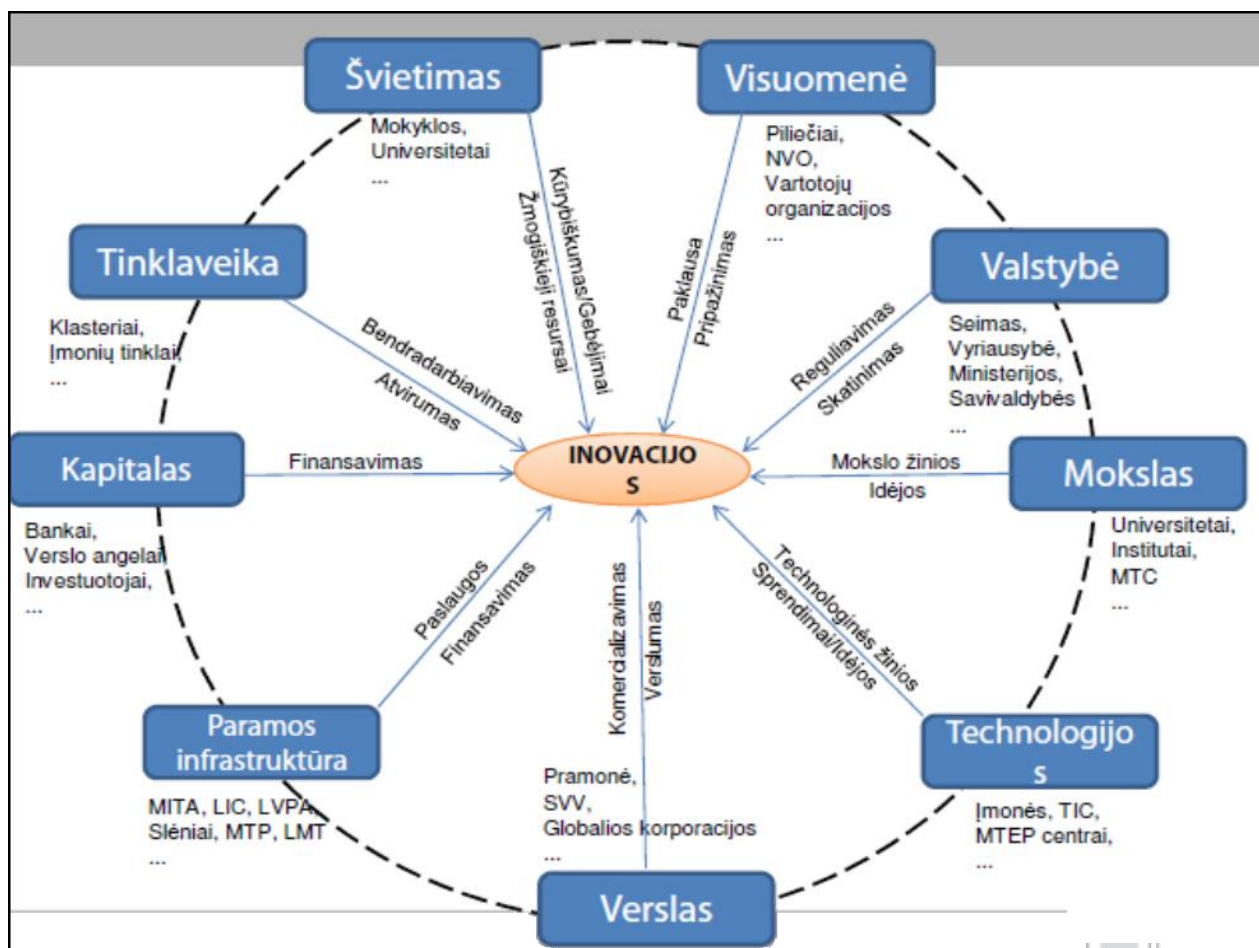 Švietimas
Mokyklos,
Universitetai
...
Kūrybiškumas/Gebėjimai
Žmogiškieji resursai
Visuomenė
Piliečiai,
NVO,
Vartotojų
organizacijos
...
Paklausa
Pripažinimas
Tinklaveika
Klasteriai,
Įmonių tinklai,
...
Bendradarbiavimas
Atvirumas
Valstybė
Seimas,
Vyriausybė,
Ministerijos,
Savivaldybės
...
Reguliavimas
Skatinimas
Kapitalas
Bankai,
Verslo angelai
Investuotojai,
...
Finansavimas
INOVACIJO
S
Mokslo žinios
Idėjos
Mokslas
Universitetai,
Institutai,
MTC
...
Paramos
infrastruktūra
MITA, LIC, LVPA,
Slėniai, MTP, LMT
...
Paslaugos
Finansavimas
Komercializavimas
Verslumas
Pramonė,
SVV,
Globalios korporacijos
...
Verslas
Technologinės žinios
Sprendimai/Idėjos
Technologijo
s
Įmonės, TIC,
MTEP centrai,
...